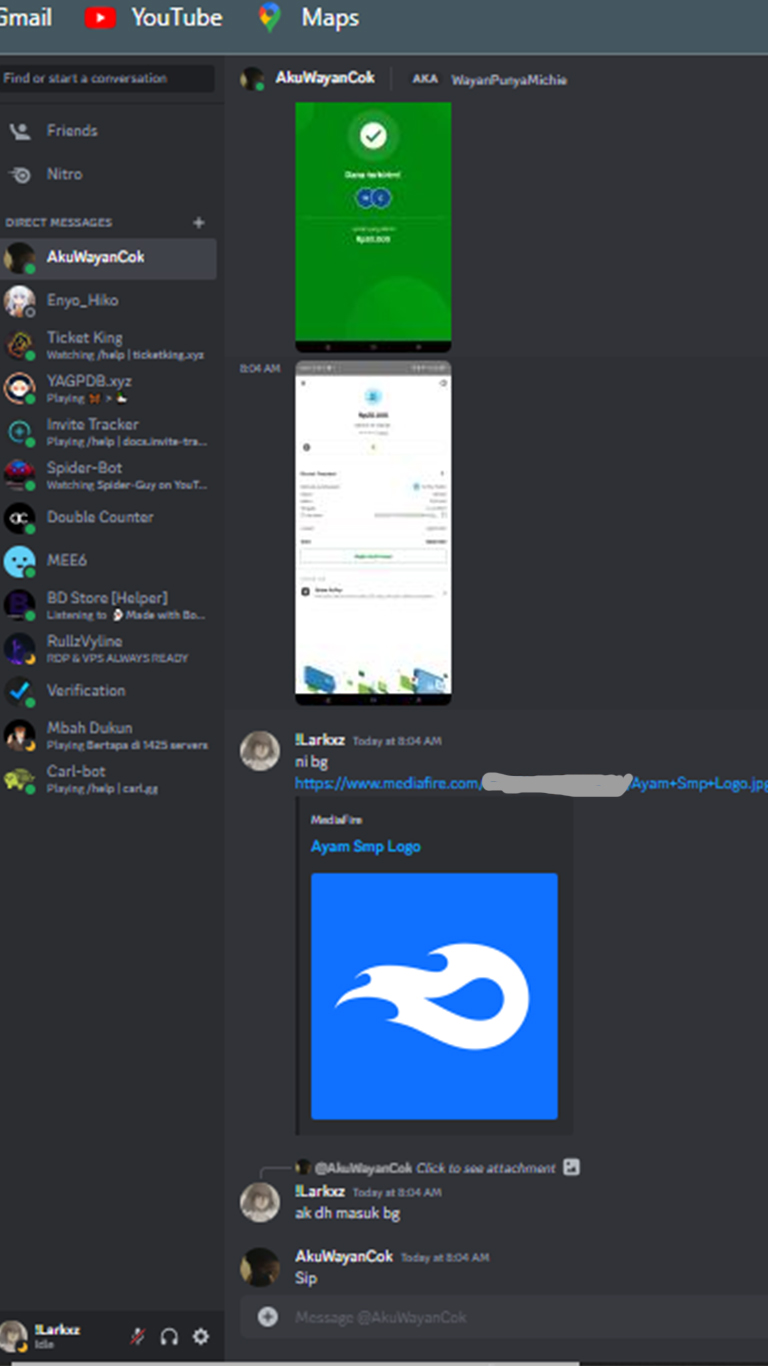 Gmail
YouTube
Maps
Find or start a conversation
Friends
Nitro
DIRECT MESSAGES
AkuWayanCok
Enyo_Hiko
Ticket King
Watching /help | ticketking.xyz
YAGPDB.xyz
Playing
Invite Tracker
Playing /help | docs.invite-tra...
Spider-Bot
Watching Spider-Guy on YouT...
Double Counter
MEE6
BD Store [Helper]
Listening to Made with Bo...
RullzVyline
RDP & VPS ALWAYS READY
Verification
Mbah Dukun
Playing Bertapa di 1425 servers
Carl-bot
Playing /help | carl.gg
!Larkxz
Idle
AkuWayanCok
AKA WayanPunyaMichie
Dana terkirim!
8:04 AM
!Larkxz Today at 8:04 AM
ni bg
https://www.mediafire.com/
/Ayam+Smp+Logo.jpg
MediaFire
Ayam Smp Logo
@AkuWayanCok Click to see attachment
!Larkxz Today at 8:04 AM
ak dh masuk bg
AkuWayanCok Today at 8:04 AM
Sip
Message @AkuWayanCok